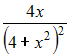 4x
(4 + x²)²